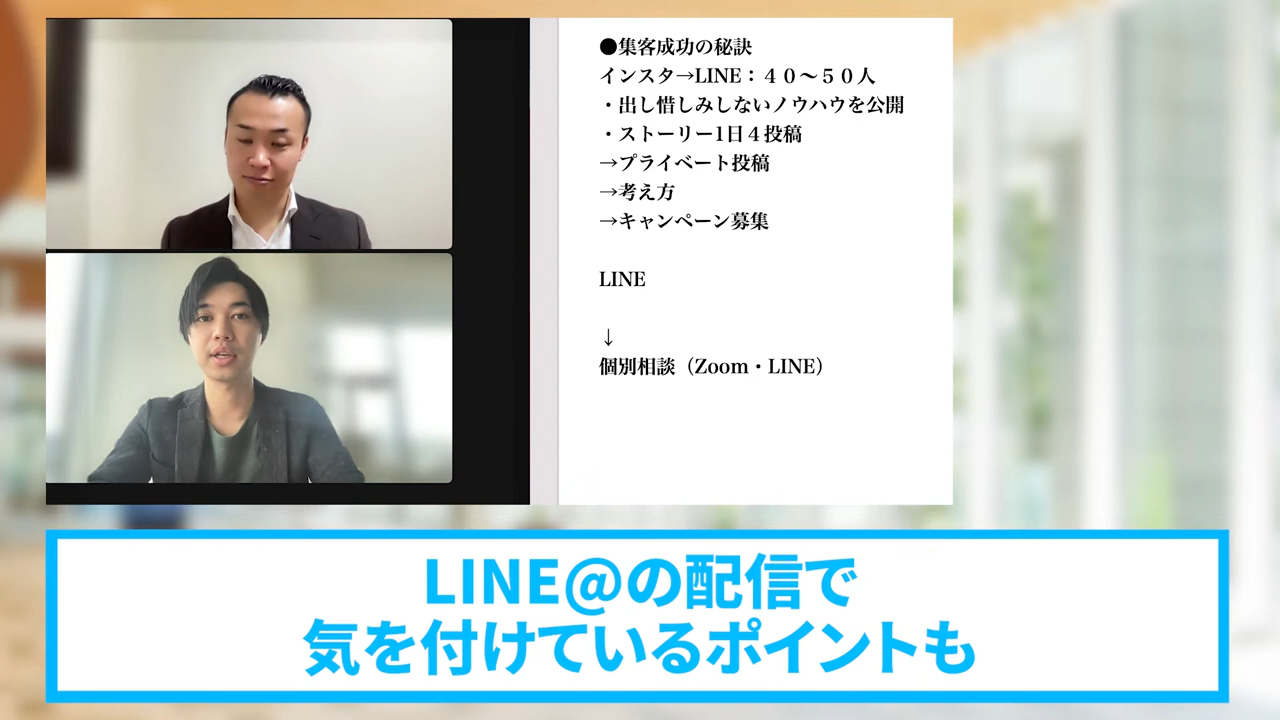 ●集客成功の秘訣
インスタ→LINE：４０〜５０人
・出し惜しみしないノウハウを公開
・ストーリー1日４投稿
→プライベート投稿
→考え方
→キャンペーン募集
LINE
↓
個別相談（Zoom・LINE）
LINE@の配信で
気を付けているポイントも